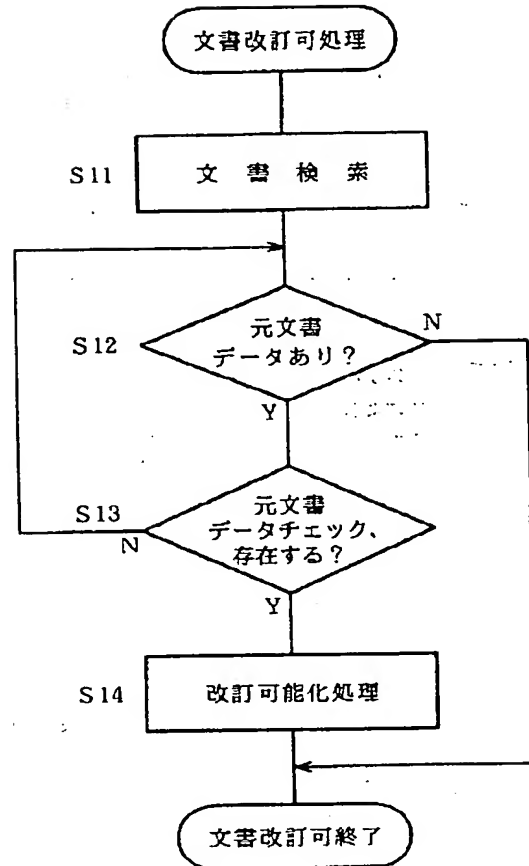 文書改訂可処理
S11
文書検索
S12
元文書
データあり?
N
Y
S13
元文書
データチェック、
存在する?
N
Y
S14
改訂可能化処理
文書改訂可終了